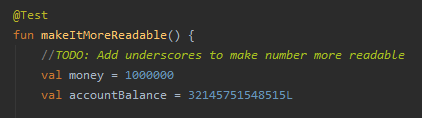 @Test
fun makeItMoreReadable() {
//TODO: Add underscores to make number more readable
val money = 1000000
val accountBalance = 32145751548515L